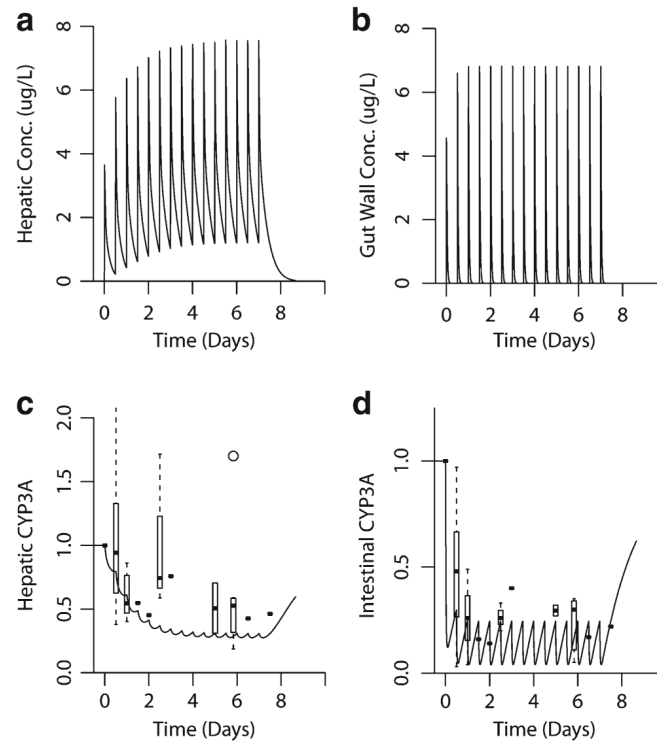 a
Hepatic Conc. (ug/L)
8
6
4
2
0
0 2 4 6 8
Time (Days)
b
Gut Wall Conc. (ug/L)
8
6
4
2
0
0 2 4 6 8
Time (Days)
c
Hepatic CYP3A
2.0
1.5
1.0
0.5
0.0
0 2 4 6 8
Time (Days)
d
Intestinal CYP3A
1.0
0.5
0.0
0 2 4 6 8
Time (Days)